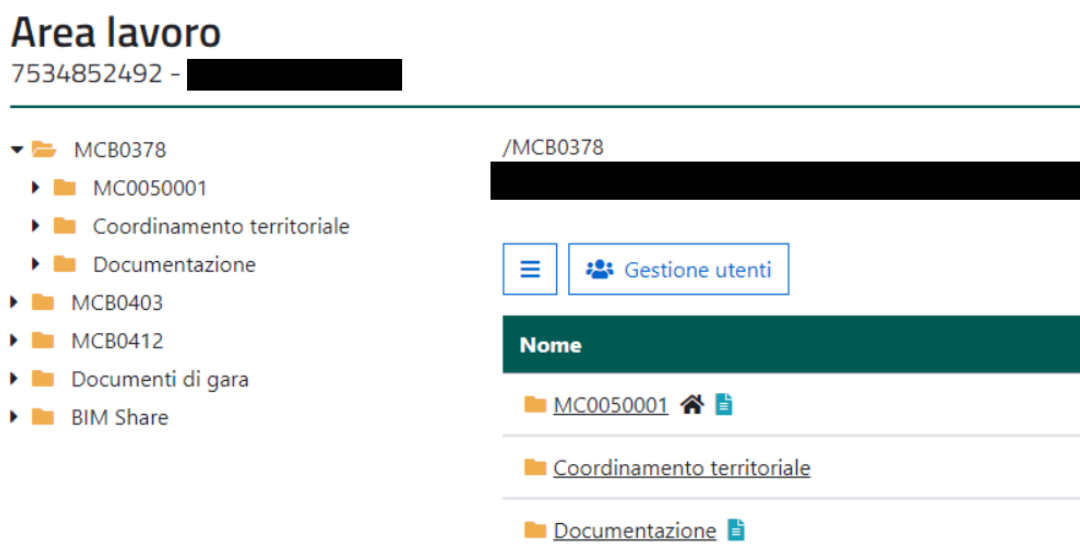 Area lavoro
7534852492 -
MCB0378
MC0050001
Coordinamento territoriale
Documentazione
MCB0403
MCB0412
Documenti di gara
BIM Share
/MCB0378
Gestione utenti
Nome
MC0050001
Coordinamento territoriale
Documentazione